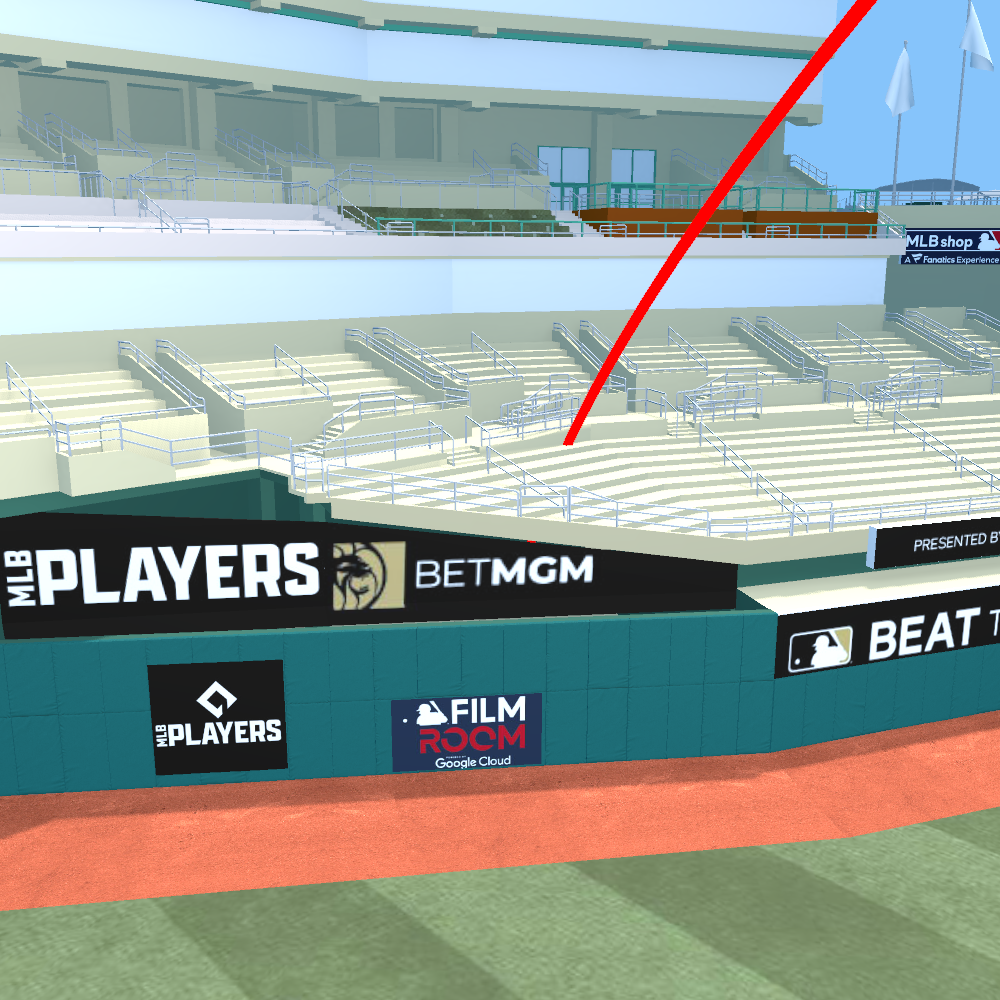 MLB shop
A Fanatics Experience
PRESENTED BY
MLB PLAYERS
BETMGM
BEAT T
MLB PLAYERS
FILM
ROOM
Google Cloud